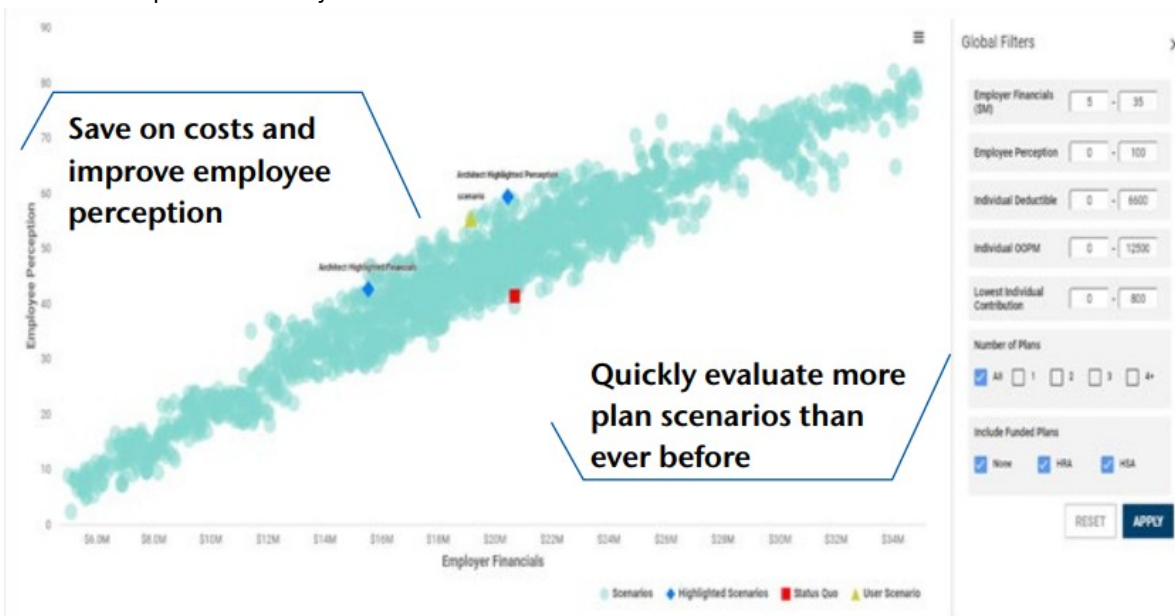 90
80
70
60
50
40
30
20
10
0
Employee Perception
Save on costs and
improve employee
perception
Architect Highlighted Perception
scenario
Architect Highlighted Financials
Quickly evaluate more
plan scenarios than
ever before
$6.0M $8.0M $10M $12M $14M $16M $18M $20M $22M $24M $26M $28M $30M $32M $34M
Employer Financials
Scenarios Highlighted Scenarios Status Quo User Scenario
Global Filters
Employer Financials
($M)
5 - 35
Employee Perception 0 - 100
Individual Deductible 0 - 6600
Individual OOPM 0 - 12500
Lowest Individual
Contribution
0 - 800
Number of Plans
All 1 2 3 4+
Include Funded Plans
None HRA HSA
RESET APPLY